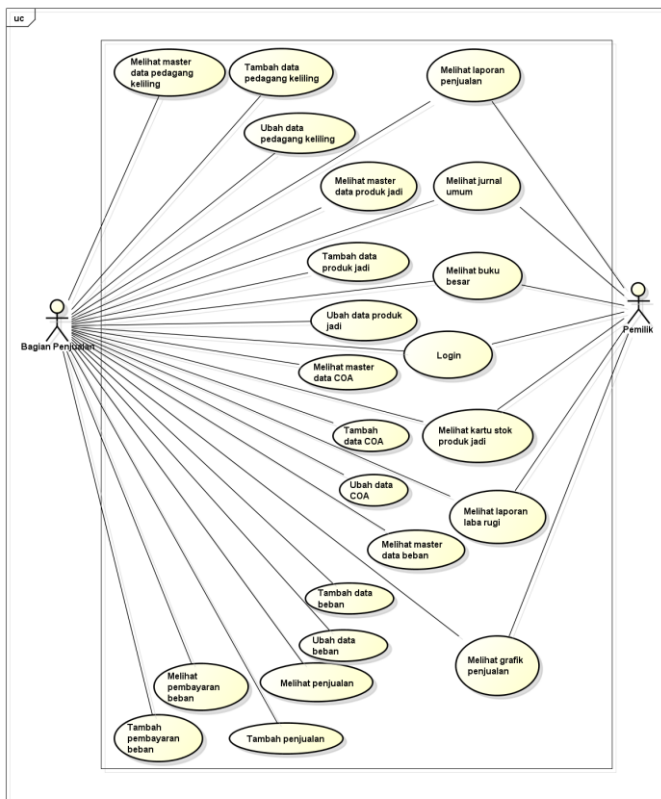 uc
Melihat master
data pedagang
keliling
Tambah data
pedagang keliling
Melihat laporan
penjualan
Ubah data
pedagang keliling
Melihat master
data produk jadi
Melihat jurnal
umum
Tambah data
produk jadi
Melihat buku
besar
Ubah data produk
jadi
Bagian Penjualan
Pemilik
Login
Melihat master
data COA
Tambah
data COA
Melihat kartu stok
produk jadi
Ubah data
COA
Melihat laporan
laba rugi
Melihat master
data beban
Tambah data
beban
Ubah data
beban
Melihat grafik
penjualan
Melihat
pembayaran
beban
Melihat penjualan
Tambah
pembayaran
beban
Tambah penjualan